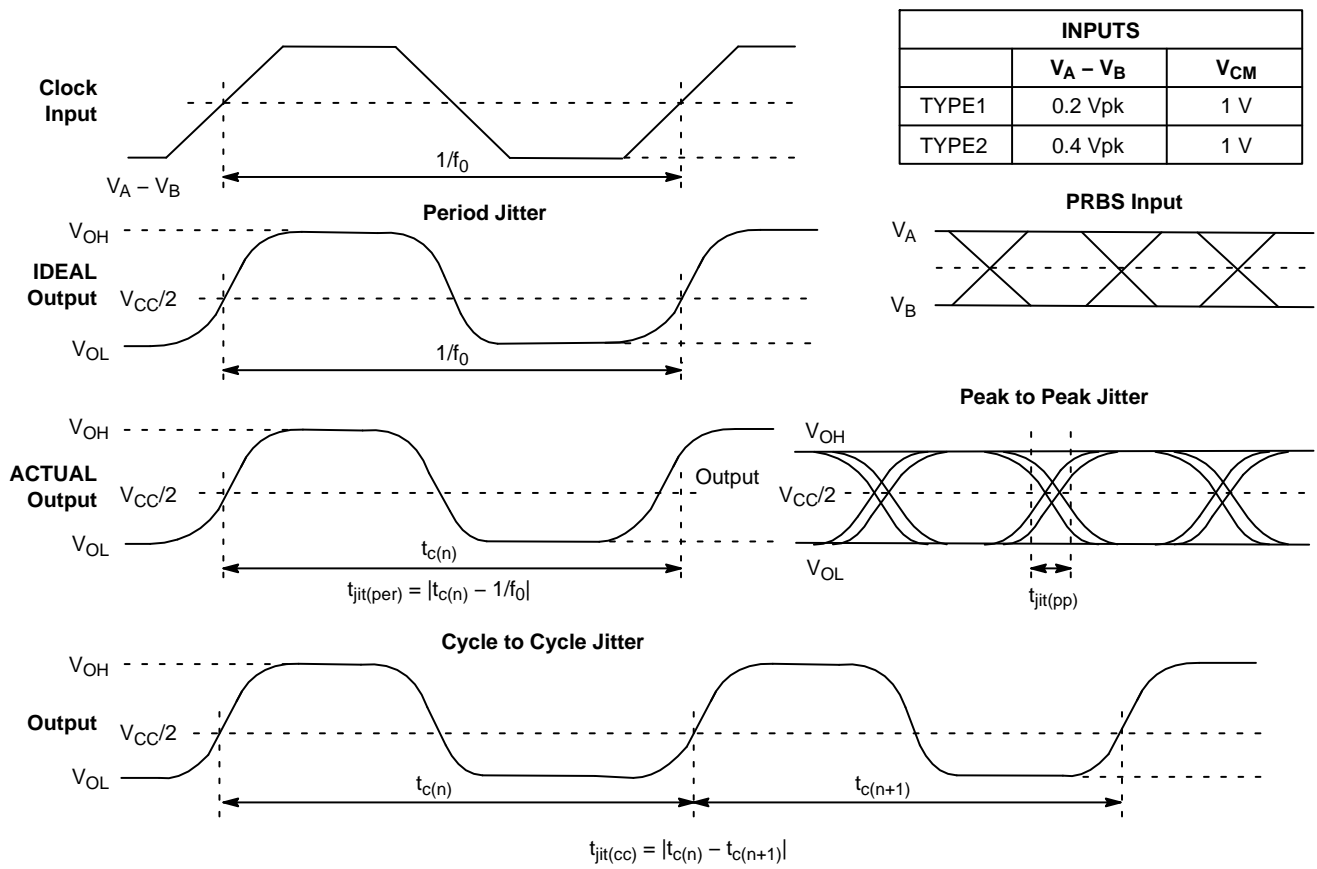 Clock
Input
V_A – V_B
1/f_0
INPUTS
V_A – V_B V_CM
TYPE1 0.2 Vpk 1 V
TYPE2 0.4 Vpk 1 V
Period Jitter
IDEAL
Output
V_OH
V_CC/2
V_OL
1/f_0
PRBS Input
V_A
V_B
ACTUAL
Output
V_OH
V_CC/2
V_OL
t_c(n)
t_jit(per) = |t_c(n) – 1/f_0|
Peak to Peak Jitter
Output
V_OH
V_CC/2
V_OL
t_jit(pp)
Cycle to Cycle Jitter
Output
V_OH
V_CC/2
V_OL
t_c(n)
t_c(n+1)
t_jit(cc) = |t_c(n) – t_c(n+1)|